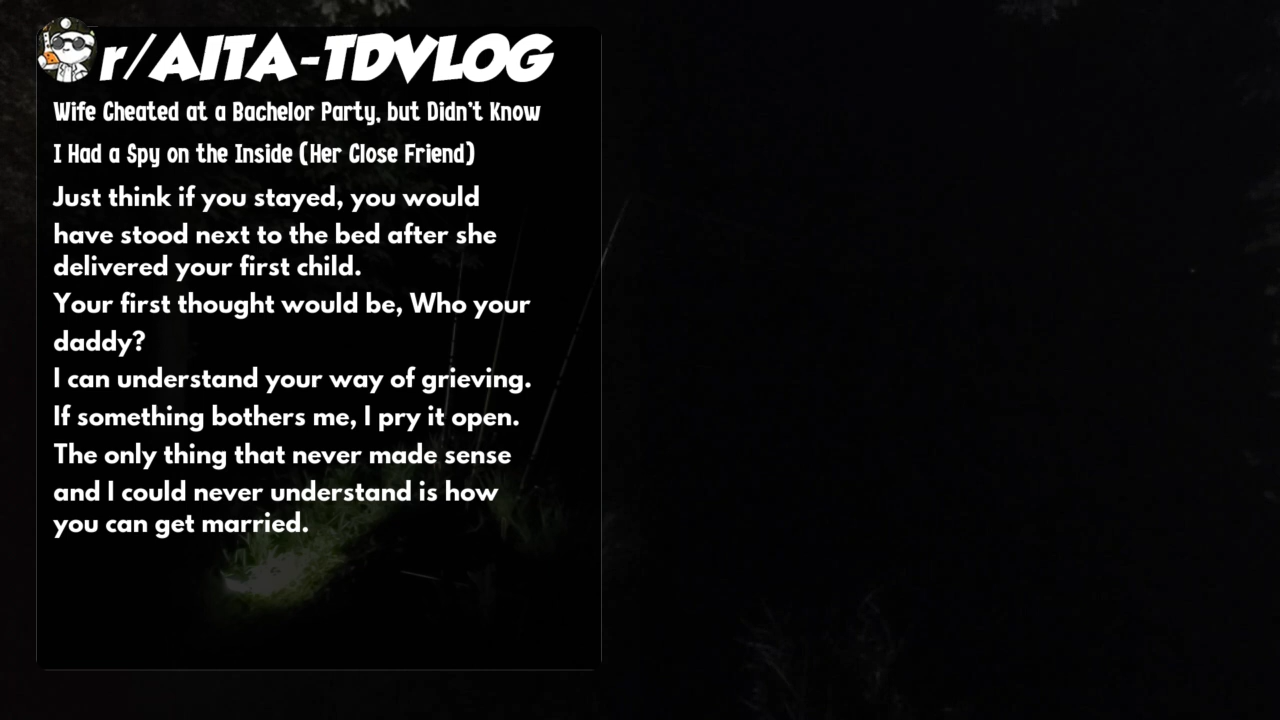 r/AITA-TDVLOG
Wife Cheated at a Bachelor Party, but Didn't Know
I Had a Spy on the Inside (Her Close Friend)
Just think if you stayed, you would
have stood next to the bed after she
delivered your first child.
Your first thought would be, Who your
daddy?
I can understand your way of grieving.
If something bothers me, I pry it open.
The only thing that never made sense
and I could never understand is how
you can get married.